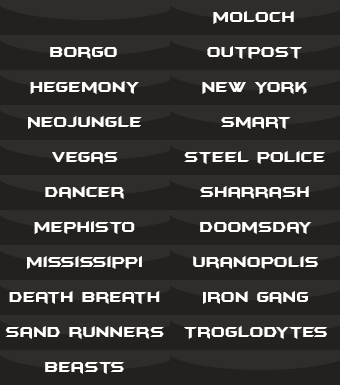 MOLOCH
BORGO OUTPOST
HEGEMONY NEW YORK
NEOJUNGLE SMART
VEGAS STEEL POLICE
DANCER SHARRASH
MEPHISTO DOOMSDAY
MISSISSIPPI URANOPOLIS
DEATH BREATH IRON GANG
SAND RUNNERS TROGLODYTES
BEASTS